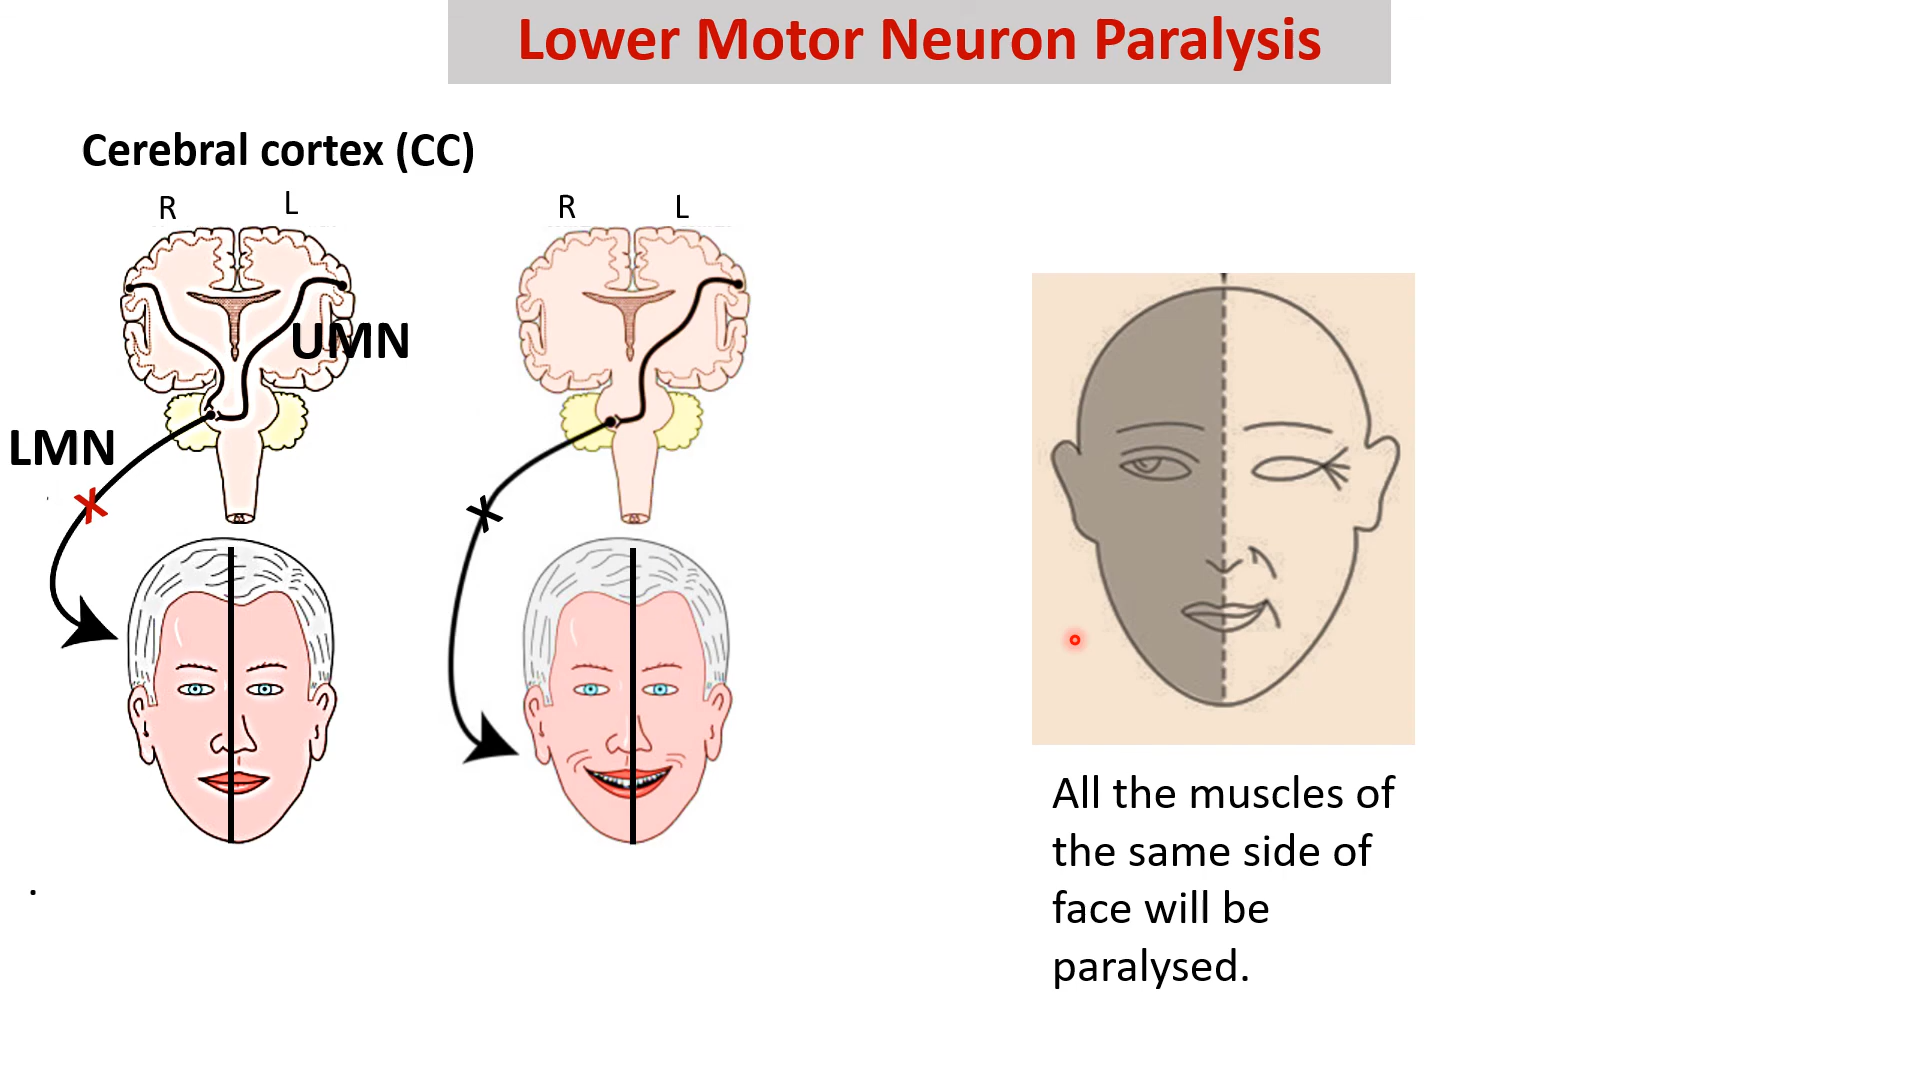 Lower Motor Neuron Paralysis
Cerebral cortex (CC)
R L
R L
UMN
LMN
All the muscles of
the same side of
face will be
paralysed.
.